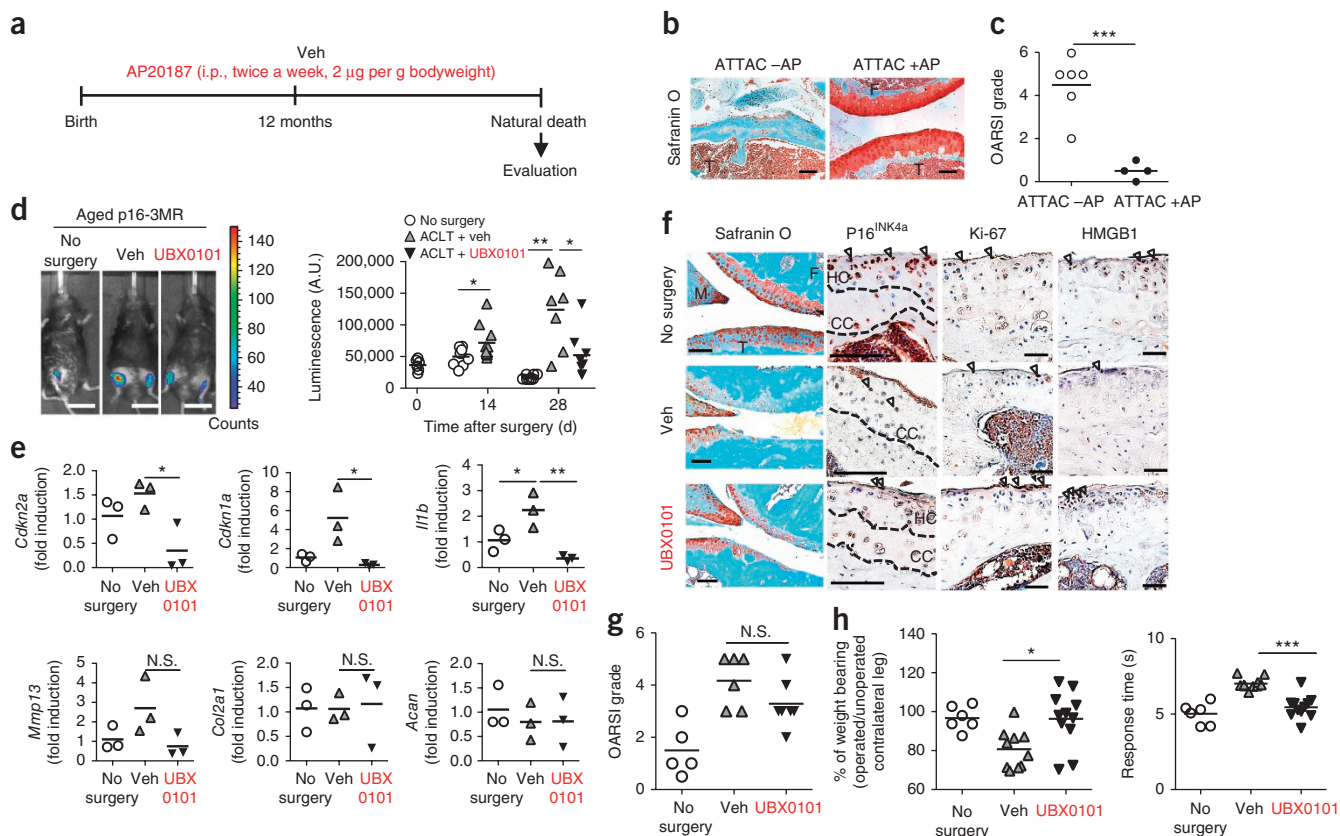 a
Veh
AP20187 (i.p., twice a week, 2 μg per g bodyweight)
Birth
12 months
Natural death
Evaluation
b
ATTAC –AP
ATTAC +AP
Safranin O
T
F
T
c
***
OARSI grade
6
4
2
0
ATTAC –AP
ATTAC +AP
d
Aged p16-3MR
No surgery
Veh
UBX0101
140
120
100
80
60
40
Counts
No surgery
ACLT + veh
ACLT + UBX0101
Luminescence (A.U.)
200,000
150,000
100,000
50,000
0
*
**
*
0
14
28
Time after surgery (d)
e
Cdkn2a
(fold induction)
2.0
1.5
1.0
0.5
0
*
No surgery
Veh
UBX 0101
Cdkn1a
(fold induction)
10
8
6
4
2
0
*
No surgery
Veh
UBX 0101
Il1b
(fold induction)
4
3
2
1
0
*
**
No surgery
Veh
UBX 0101
Mmp13
(fold induction)
5
4
3
2
1
0
N.S.
No surgery
Veh
UBX 0101
Col2a1
(fold induction)
2.0
1.5
1.0
0.5
0
N.S.
No surgery
Veh
UBX 0101
Acan
(fold induction)
2.0
1.5
1.0
0.5
0
N.S.
No surgery
Veh
UBX 0101
f
Safranin O
P16INK4a
Ki-67
HMGB1
No surgery
F
M
T
HC
CC
Veh
CC
UBX0101
HC
CC
g
OARSI grade
6
4
2
0
N.S.
No surgery
Veh
UBX0101
h
% of weight bearing
(operated/unoperated
contralateral leg)
140
120
100
80
60
*
No surgery
Veh
UBX0101
Response time (s)
10
5
0
***
No surgery
Veh
UBX0101